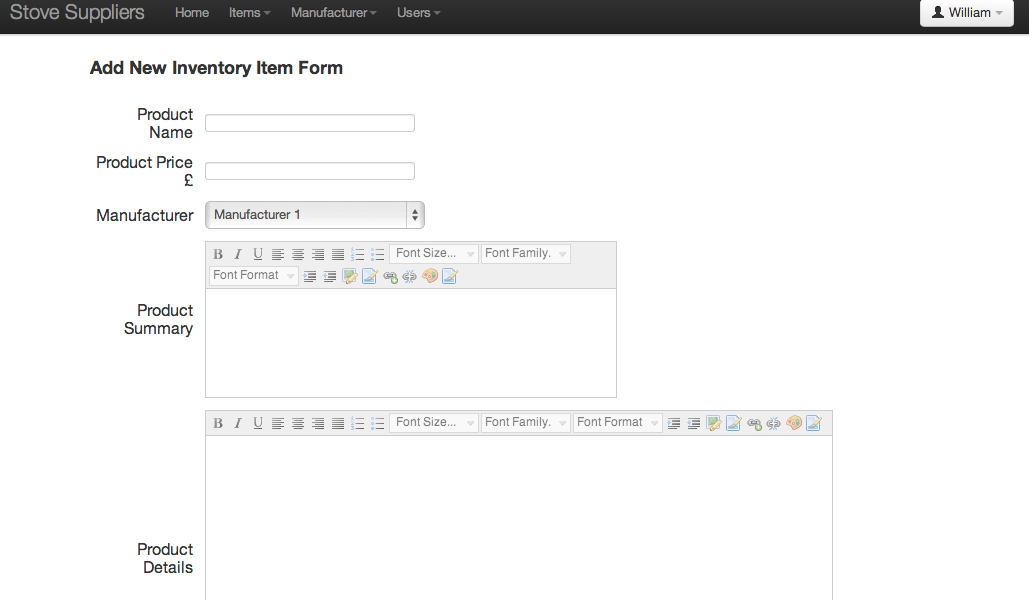 Stove Suppliers Home Items Manufacturer Users William
Add New Inventory Item Form
Product
Name
Product Price
£
Manufacturer Manufacturer 1
B I U Font Size... Font Family.
Font Format
Product
Summary
B I U Font Size... Font Family. Font Format
Product
Details